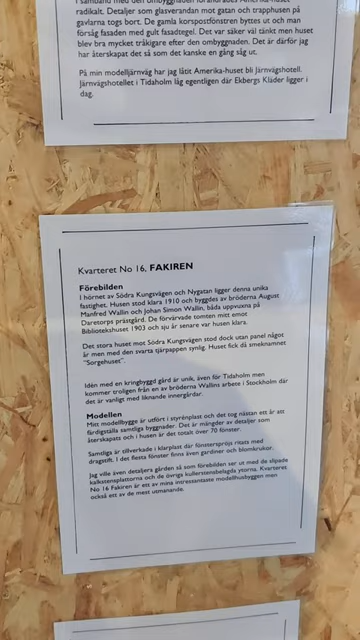 radikalt. Detaljer som glasverandan mot gatan och trapphusen på
gavlarna togs bort. De gamla korspostfönstren byttes ut och man
försåg fasaden med gult fasadtegel. Det var säker väl tänkt men huset
blev bra mycket tråkigare efter den ombyggnaden. Det är därför jag
har återskapat det så som det kanske en gång såg ut.
På min modelljärnväg har jag låtit Amerika-huset bli Järnvägshotell.
Järnvägshotellet i Tidaholm låg egentligen där Ekbergs Kläder ligger i
dag.
Kvarteret No 16, FAKIREN
Förebilden
I hörnet av Södra Kungsvägen och Nygatan ligger denna unika
fastighet. Husen stod klara 1910 och byggdes av bröderna August
Manfred Wallin och Johan Simon Wallin, båda uppvuxna på
Daretorps prästgård. De förvärvade tomten mitt emot
Bibliotekshuset 1903 och sju år senare var husen klara.
Det stora huset mot Södra Kungsvägen stod dock utan panel något
år men med den svarta tjärpappen synlig. Huset fick då smeknamnet
"Sorgehuset".
Idén med en kringbyggd gård är unik, även för Tidaholm men
kommer troligen från en av bröderna Wallins arbete i Stockholm där
det är vanligt med liknande innergårdar.
Modellen
Mitt modellbygge är utfört i styrénplast och det tog nästan ett år att
färdigställa samtliga byggnader. Det är mängder av detaljer som
återskapats och i husen är det totalt över 70 fönster.
Samtliga är tillverkade i klarplast där fönsterspröjs ritats med
dragstift. I det flesta fönster finns även gardiner och blomkrukor.
Jag ville även detaljera gården så som förebilden ser ut med de slipade
kalkstensplattorna och de övriga kullerstensbelagda ytorna. Kvarteret
No 16 Fakiren är ett av mina intressantaste modellhusbyggen men
också ett av de mest utmanande.